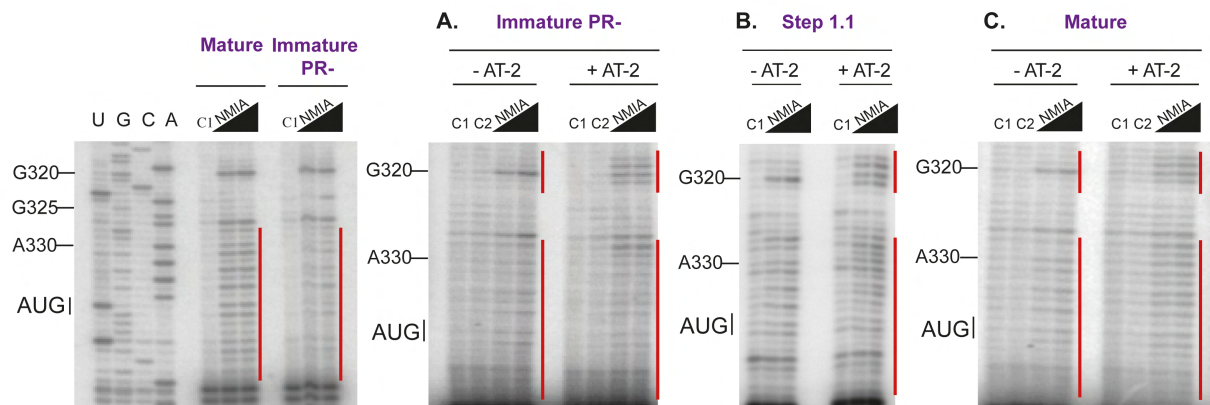 Mature Immature
PR-
C1 NMIA C1 NMIA
U G C A
G320
G325
A330
AUG
A. Immature PR-
- AT-2 + AT-2
C1 C2 NMIA C1 C2 NMIA
G320
A330
AUG
B. Step 1.1
- AT-2 + AT-2
C1 NMIA C1 NMIA
G320
A330
AUG
C. Mature
- AT-2 + AT-2
C1 C2 NMIA C1 C2 NMIA
G320
A330
AUG